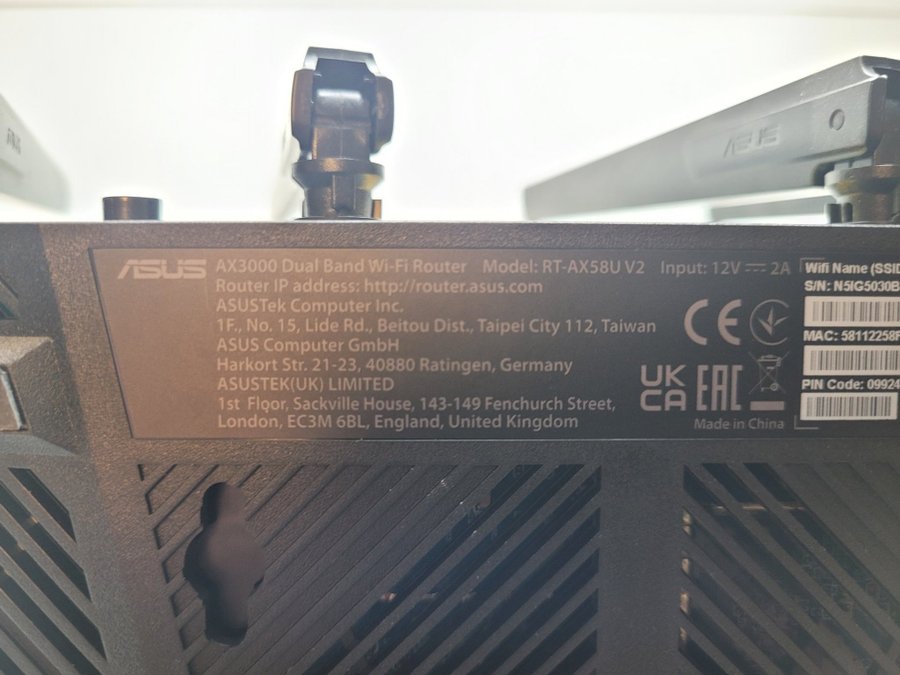 ASUS
ASUS AX3000 Dual Band Wi-Fi Router Model: RT-AX58U V2 Input: 12V 2A
Router IP address: http://router.asus.com
ASUSTek Computer Inc.
1F., No. 15, Lide Rd., Beitou Dist., Taipei City 112, Taiwan
ASUS Computer GmbH
Harkort Str. 21-23, 40880 Ratingen, Germany
ASUSTEK(UK) LIMITED
1st Floor, Sackville House, 143-149 Fenchurch Street,
London, EC3M 6BL, England, United Kingdom
CE
UK
CA
EAC
Made in China
Wifi Name (SSID
S/N: N5IG5030B
MAC: 58112258F
PIN Code: 09924